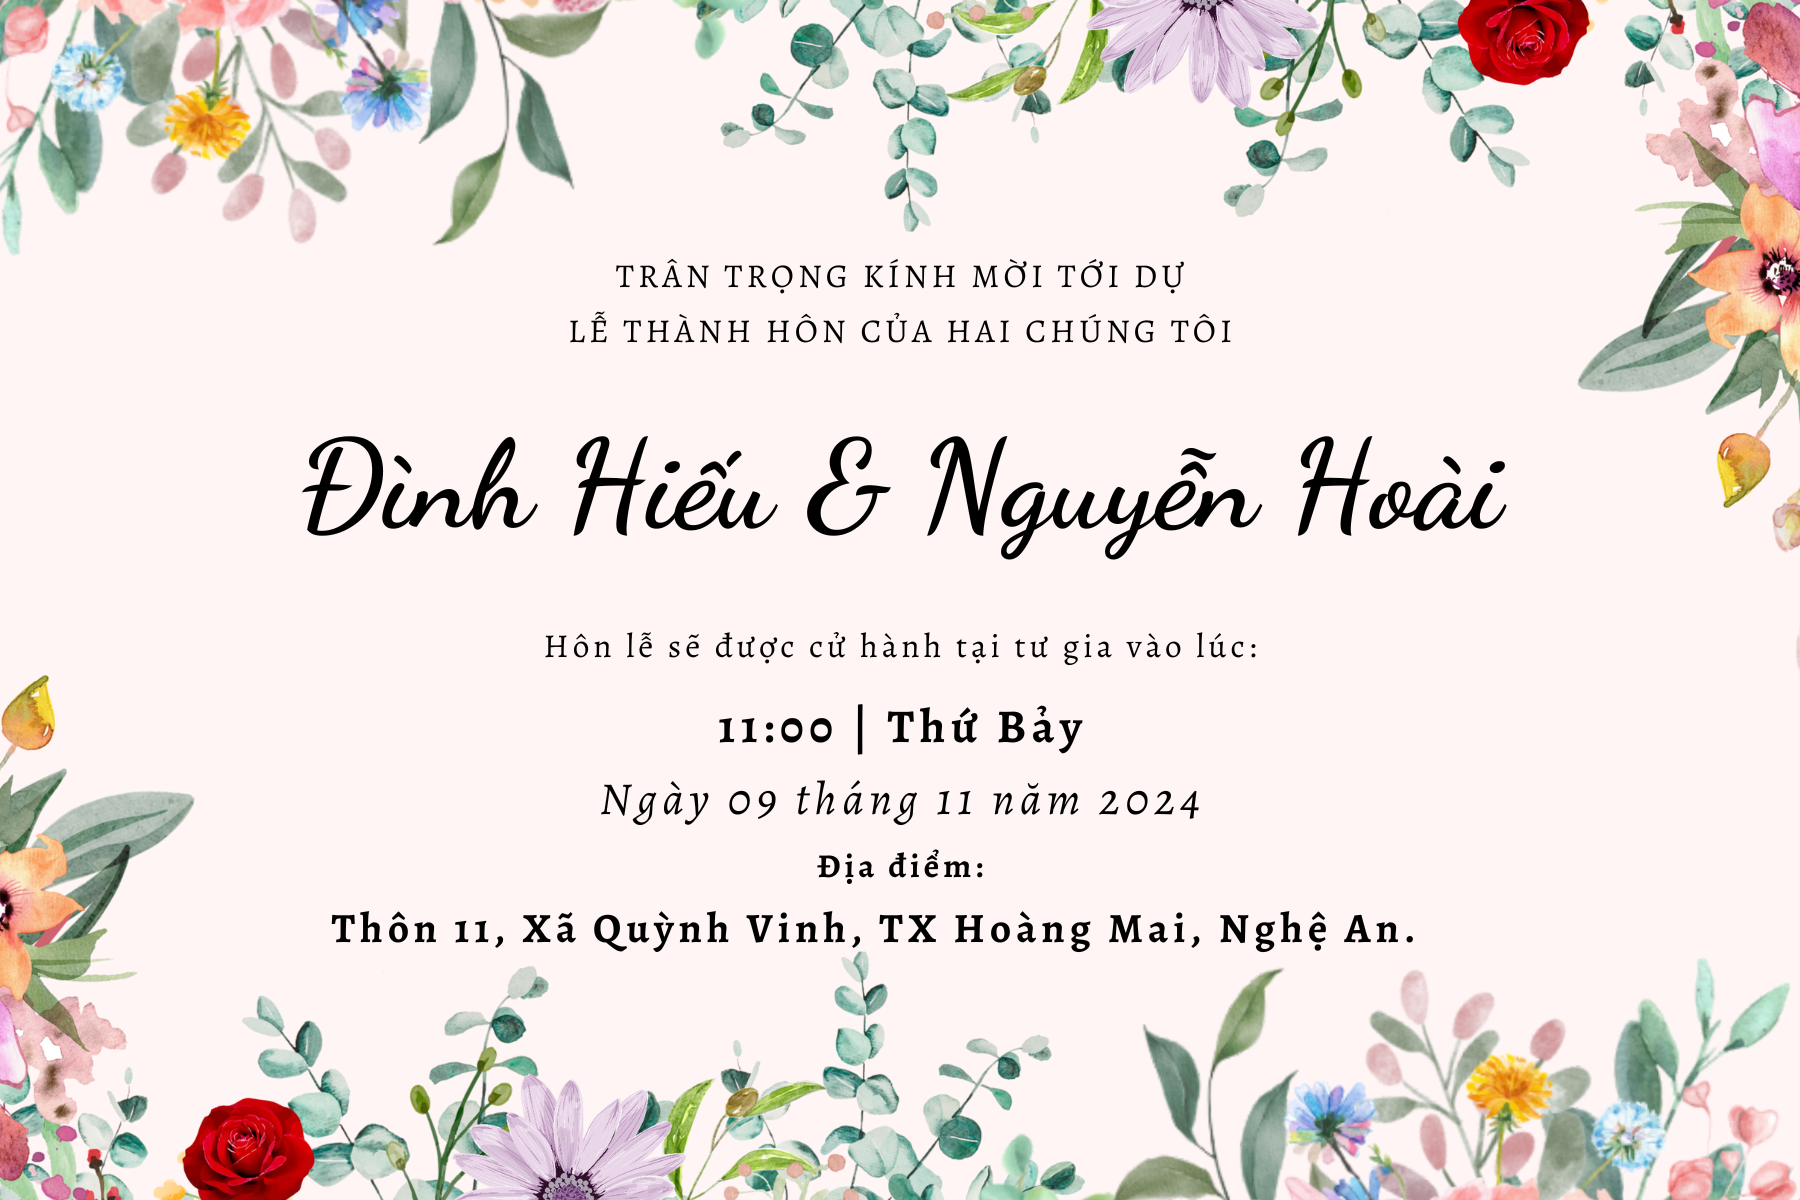 TRÂN TRỌNG KÍNH MỜI TỚI DỰ
LỄ THÀNH HÔN CỦA HAI CHÚNG TÔI
Đình Hiếu & Nguyễn Hoài
Hôn lễ sẽ được cử hành tại tư gia vào lúc:
11:00 | Thứ Bảy
Ngày 09 tháng 11 năm 2024
Địa điểm:
Thôn 11, Xã Quỳnh Vinh, TX Hoàng Mai, Nghệ An.